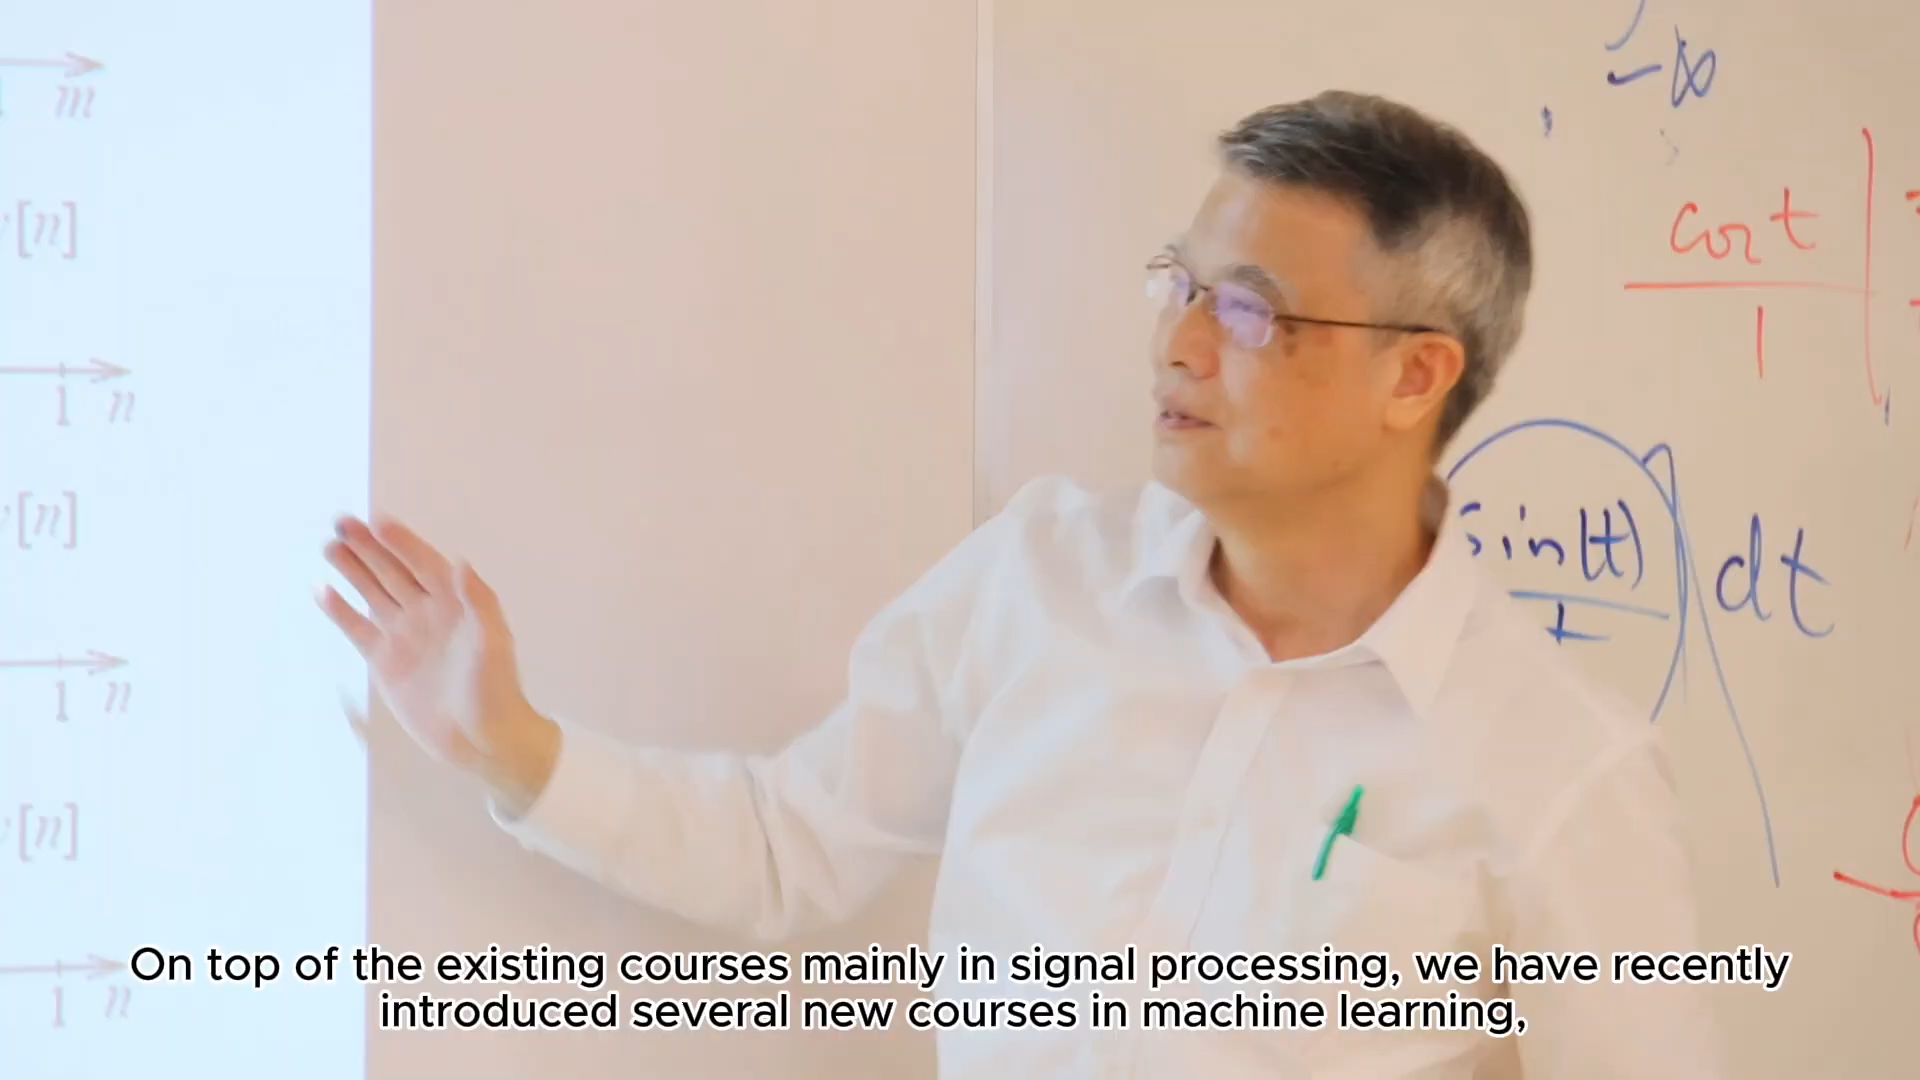 m
[n]
1 n
[n]
1 n
[n]
1 n
-∞
cos t
1
sin(t)
t
dt
On top of the existing courses mainly in signal processing, we have recently
introduced several new courses in machine learning,